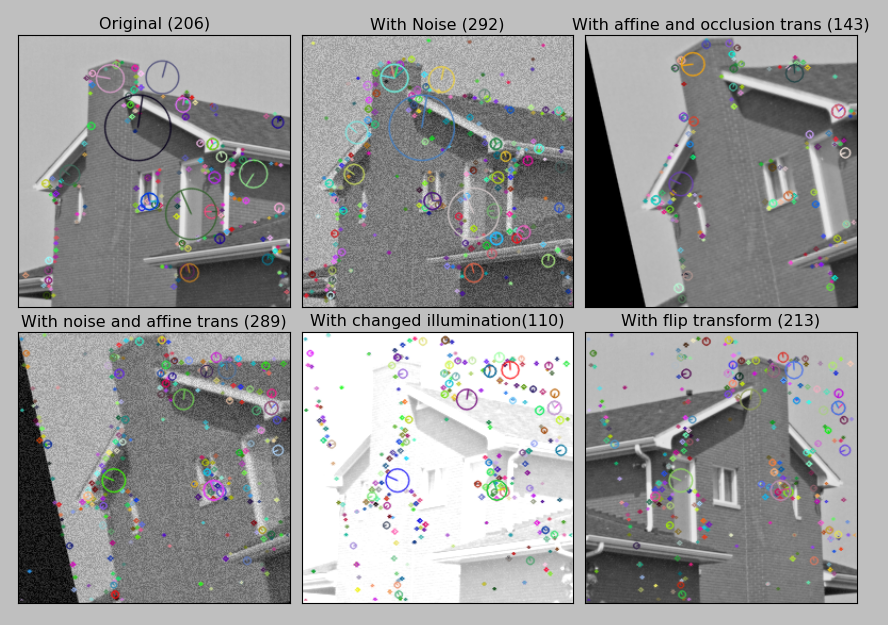 Original (206)
With Noise (292)
With affine and occlusion trans (143)
With noise and affine trans (289)
With changed illumination(110)
With flip transform (213)